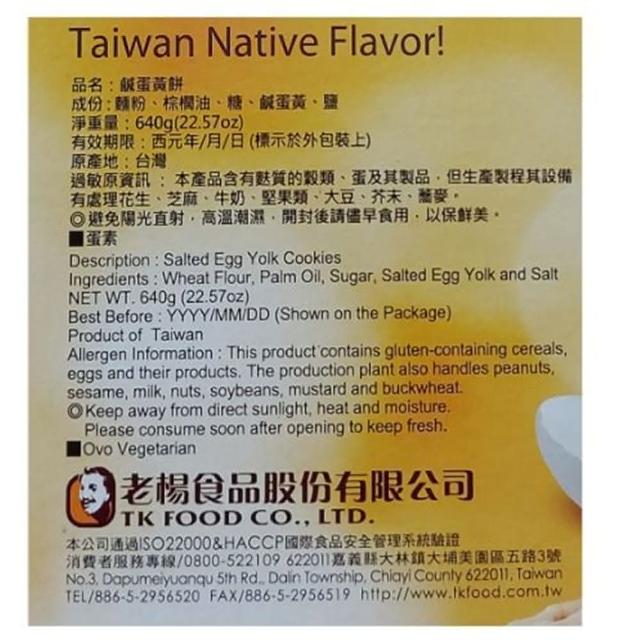 Taiwan Native Flavor!
品名：鹹蛋黃餅
成份：麵粉、棕櫚油、糖、鹹蛋黃、鹽
淨重量：640g(22.57oz)
有效期限：西元年/月/日 (標示於外包裝上)
原產地：台灣
過敏原資訊：本產品含有麩質的穀類、蛋及其製品，但生產製程其設備
有處理花生、芝麻、牛奶、堅果類、大豆、芥末、蕎麥。
◎避免陽光直射，高溫潮濕，開封後請儘早食用，以保鮮美。
■蛋素
Description : Salted Egg Yolk Cookies
Ingredients : Wheat Flour, Palm Oil, Sugar, Salted Egg Yolk and Salt
NET WT. 640g (22.57oz)
Best Before : YYYY/MM/DD (Shown on the Package)
Product of Taiwan
Allergen Information : This product contains gluten-containing cereals,
eggs and their products. The production plant also handles peanuts,
sesame, milk, nuts, soybeans, mustard and buckwheat.
◎Keep away from direct sunlight, heat and moisture.
Please consume soon after opening to keep fresh.
■Ovo Vegetarian
老楊食品股份有限公司
TK FOOD CO., LTD.
本公司通過ISO22000&HACCP國際食品安全管理系統驗證
消費者服務專線/0800-522109 622011嘉義縣大林鎮大埔美園區五路3號
No.3, Dapumeiyuanqu 5th Rd., Dalin Township, Chiayi County 622011, Taiwan
TEL/886-5-2956520 FAX/886-5-2956519 http://www.tkfood.com.tw